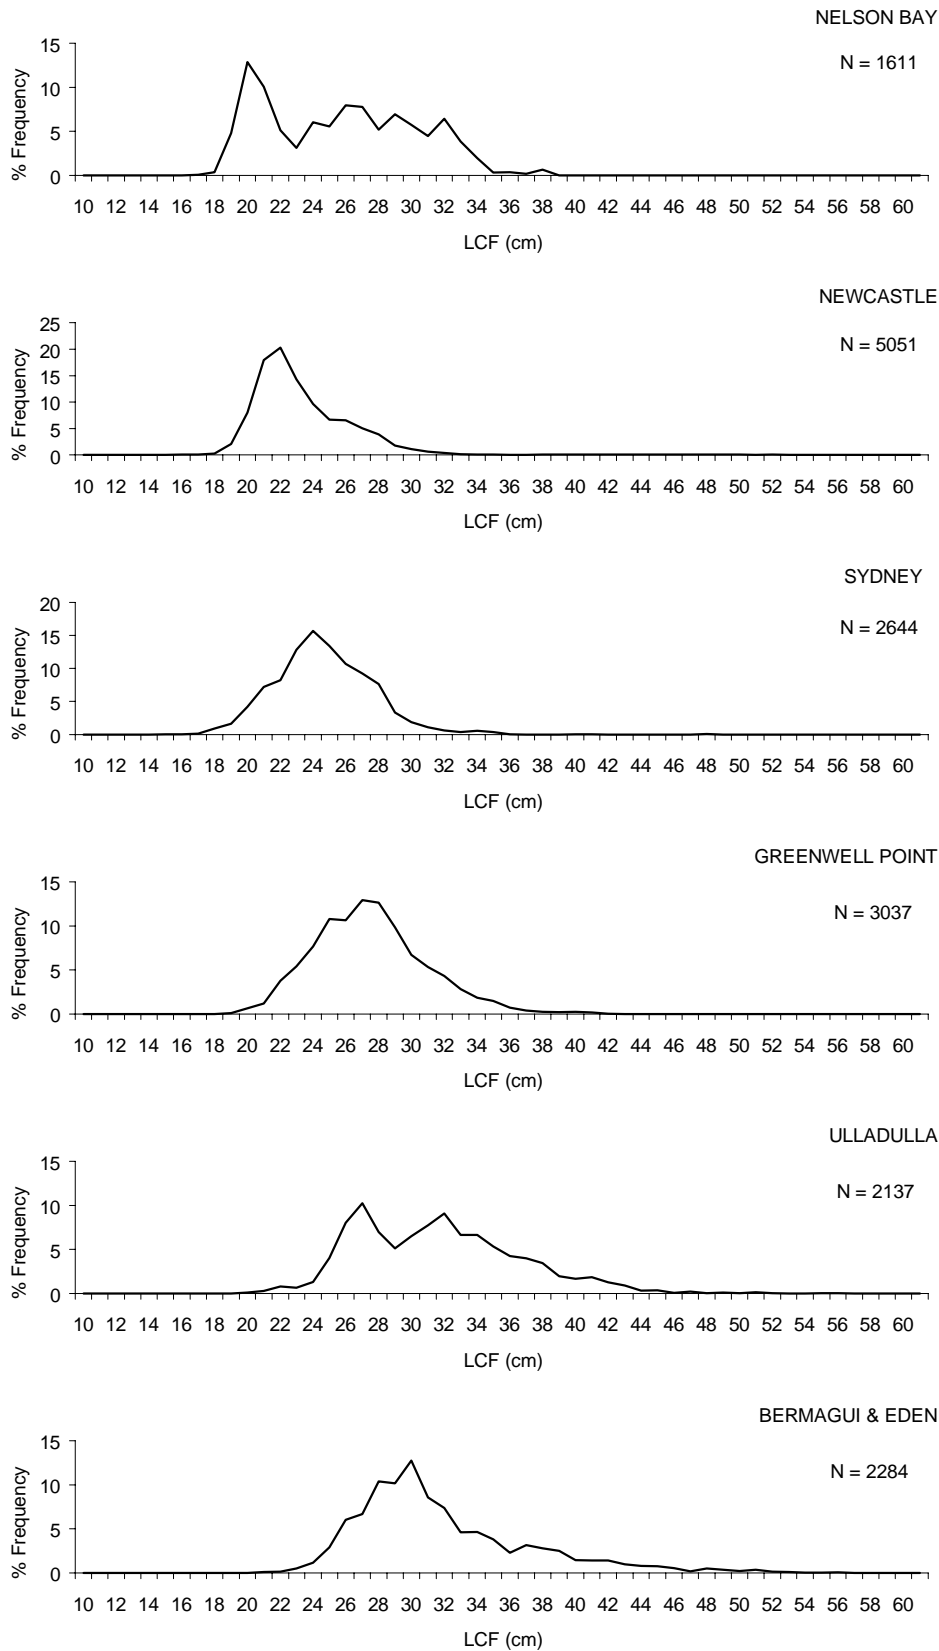 NELSON BAY
N = 1611
% Frequency
15
10
5
0
10 12 14 16 18 20 22 24 26 28 30 32 34 36 38 40 42 44 46 48 50 52 54 56 58 60
LCF (cm)
NEWCASTLE
N = 5051
% Frequency
25
20
15
10
5
0
10 12 14 16 18 20 22 24 26 28 30 32 34 36 38 40 42 44 46 48 50 52 54 56 58 60
LCF (cm)
SYDNEY
N = 2644
% Frequency
20
15
10
5
0
10 12 14 16 18 20 22 24 26 28 30 32 34 36 38 40 42 44 46 48 50 52 54 56 58 60
LCF (cm)
GREENWELL POINT
N = 3037
% Frequency
15
10
5
0
10 12 14 16 18 20 22 24 26 28 30 32 34 36 38 40 42 44 46 48 50 52 54 56 58 60
LCF (cm)
ULLADULLA
N = 2137
% Frequency
15
10
5
0
10 12 14 16 18 20 22 24 26 28 30 32 34 36 38 40 42 44 46 48 50 52 54 56 58 60
LCF (cm)
BERMAGUI & EDEN
N = 2284
% Frequency
15
10
5
0
10 12 14 16 18 20 22 24 26 28 30 32 34 36 38 40 42 44 46 48 50 52 54 56 58 60
LCF (cm)